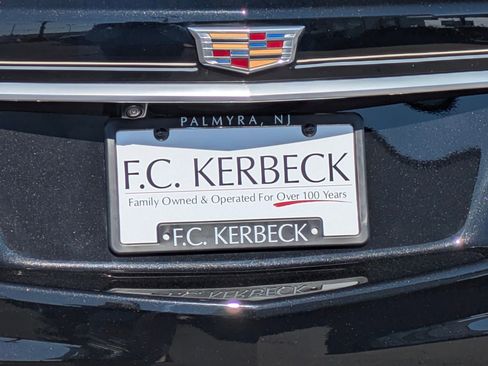 PALMYRA, NJ
F.C. KERBECK
Family Owned & Operated For Over 100 Years
F.C. KERBECK